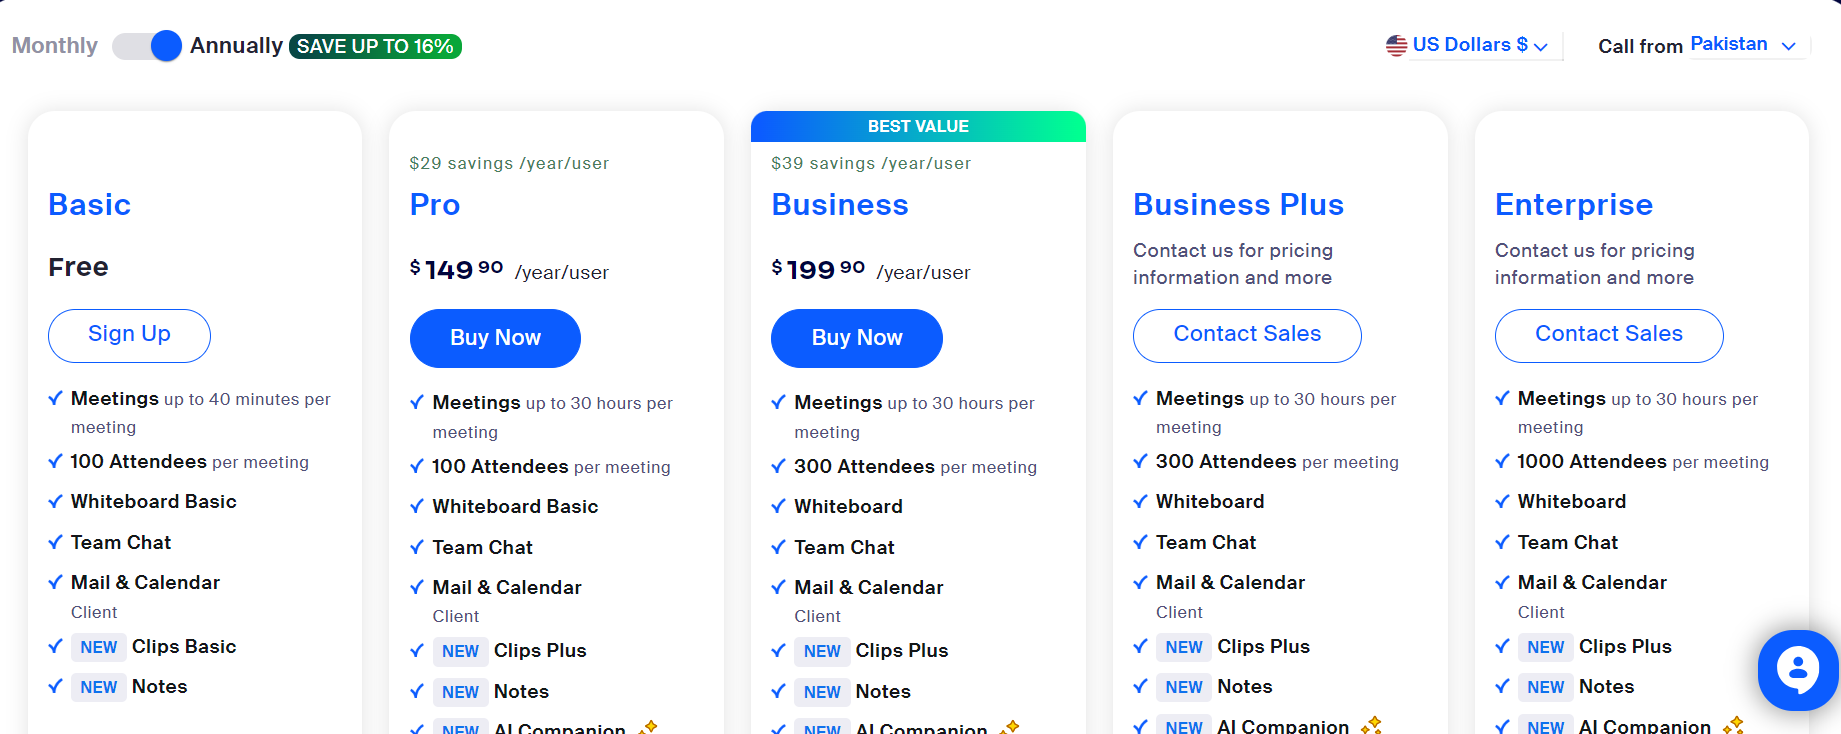 Monthly Annually SAVE UP TO 16% US Dollars $ Call from Pakistan
Basic
Free
Sign Up
Meetings up to 40 minutes per
meeting
100 Attendees per meeting
Whiteboard Basic
Team Chat
Mail & Calendar
Client
NEW Clips Basic
NEW Notes
$29 savings /year/user
Pro
$149 90 /year/user
Buy Now
Meetings up to 30 hours per
meeting
100 Attendees per meeting
Whiteboard Basic
Team Chat
Mail & Calendar
Client
NEW Clips Plus
NEW Notes
NEW AI Companion
BEST VALUE
$39 savings /year/user
Business
$199 90 /year/user
Buy Now
Meetings up to 30 hours per
meeting
300 Attendees per meeting
Whiteboard
Team Chat
Mail & Calendar
Client
NEW Clips Plus
NEW Notes
NEW AI Companion
Business Plus
Contact us for pricing
information and more
Contact Sales
Meetings up to 30 hours per
meeting
300 Attendees per meeting
Whiteboard
Team Chat
Mail & Calendar
Client
NEW Clips Plus
NEW Notes
NEW AI Companion
Enterprise
Contact us for pricing
information and more
Contact Sales
Meetings up to 30 hours per
meeting
1000 Attendees per meeting
Whiteboard
Team Chat
Mail & Calendar
Client
NEW Clips Plus
NEW Notes
NEW AI Companion